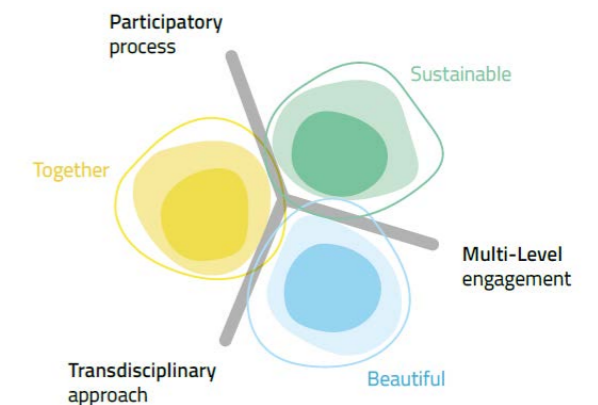 Participatory
process
Sustainable
Together
Multi-Level
engagement
Transdisciplinary
approach
Beautiful